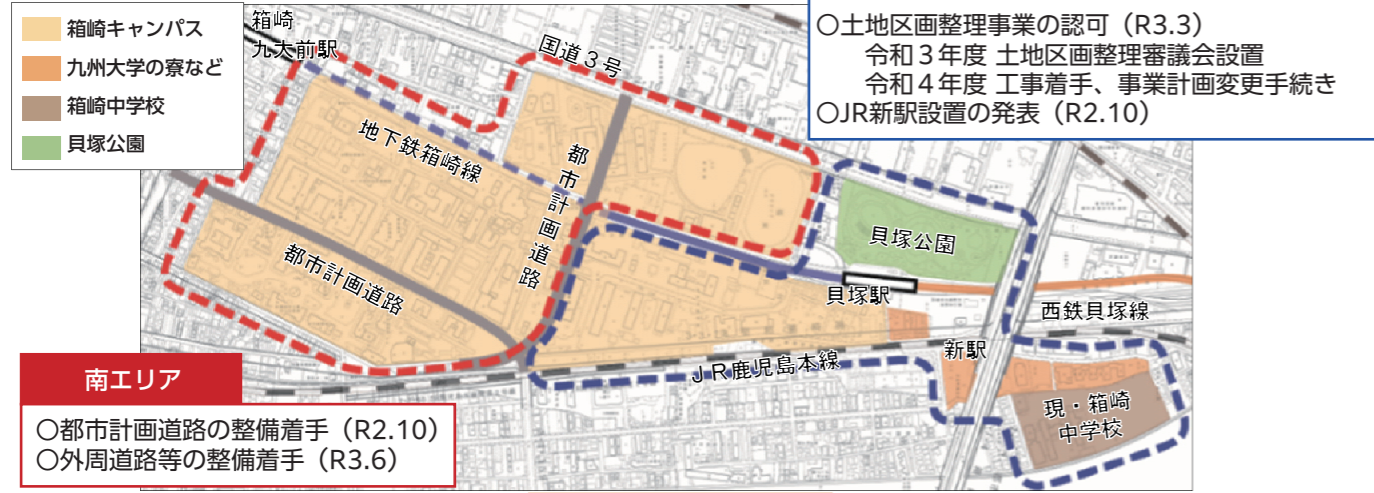 箱崎キャンパス
九州大学の寮など
箱崎中学校
貝塚公園
箱崎
九大前駅
国道3号
○土地区画整理事業の認可（R3.3）
令和3年度 土地区画整理審議会設置
令和4年度 工事着手、事業計画変更手続き
○JR新駅設置の発表（R2.10）
地下鉄箱崎線
都市計画道路
都市計画道路
貝塚公園
貝塚駅
西鉄貝塚線
新駅
JR鹿児島本線
現・箱崎
中学校
南エリア
○都市計画道路の整備着手（R2.10）
○外周道路等の整備着手（R3.6）